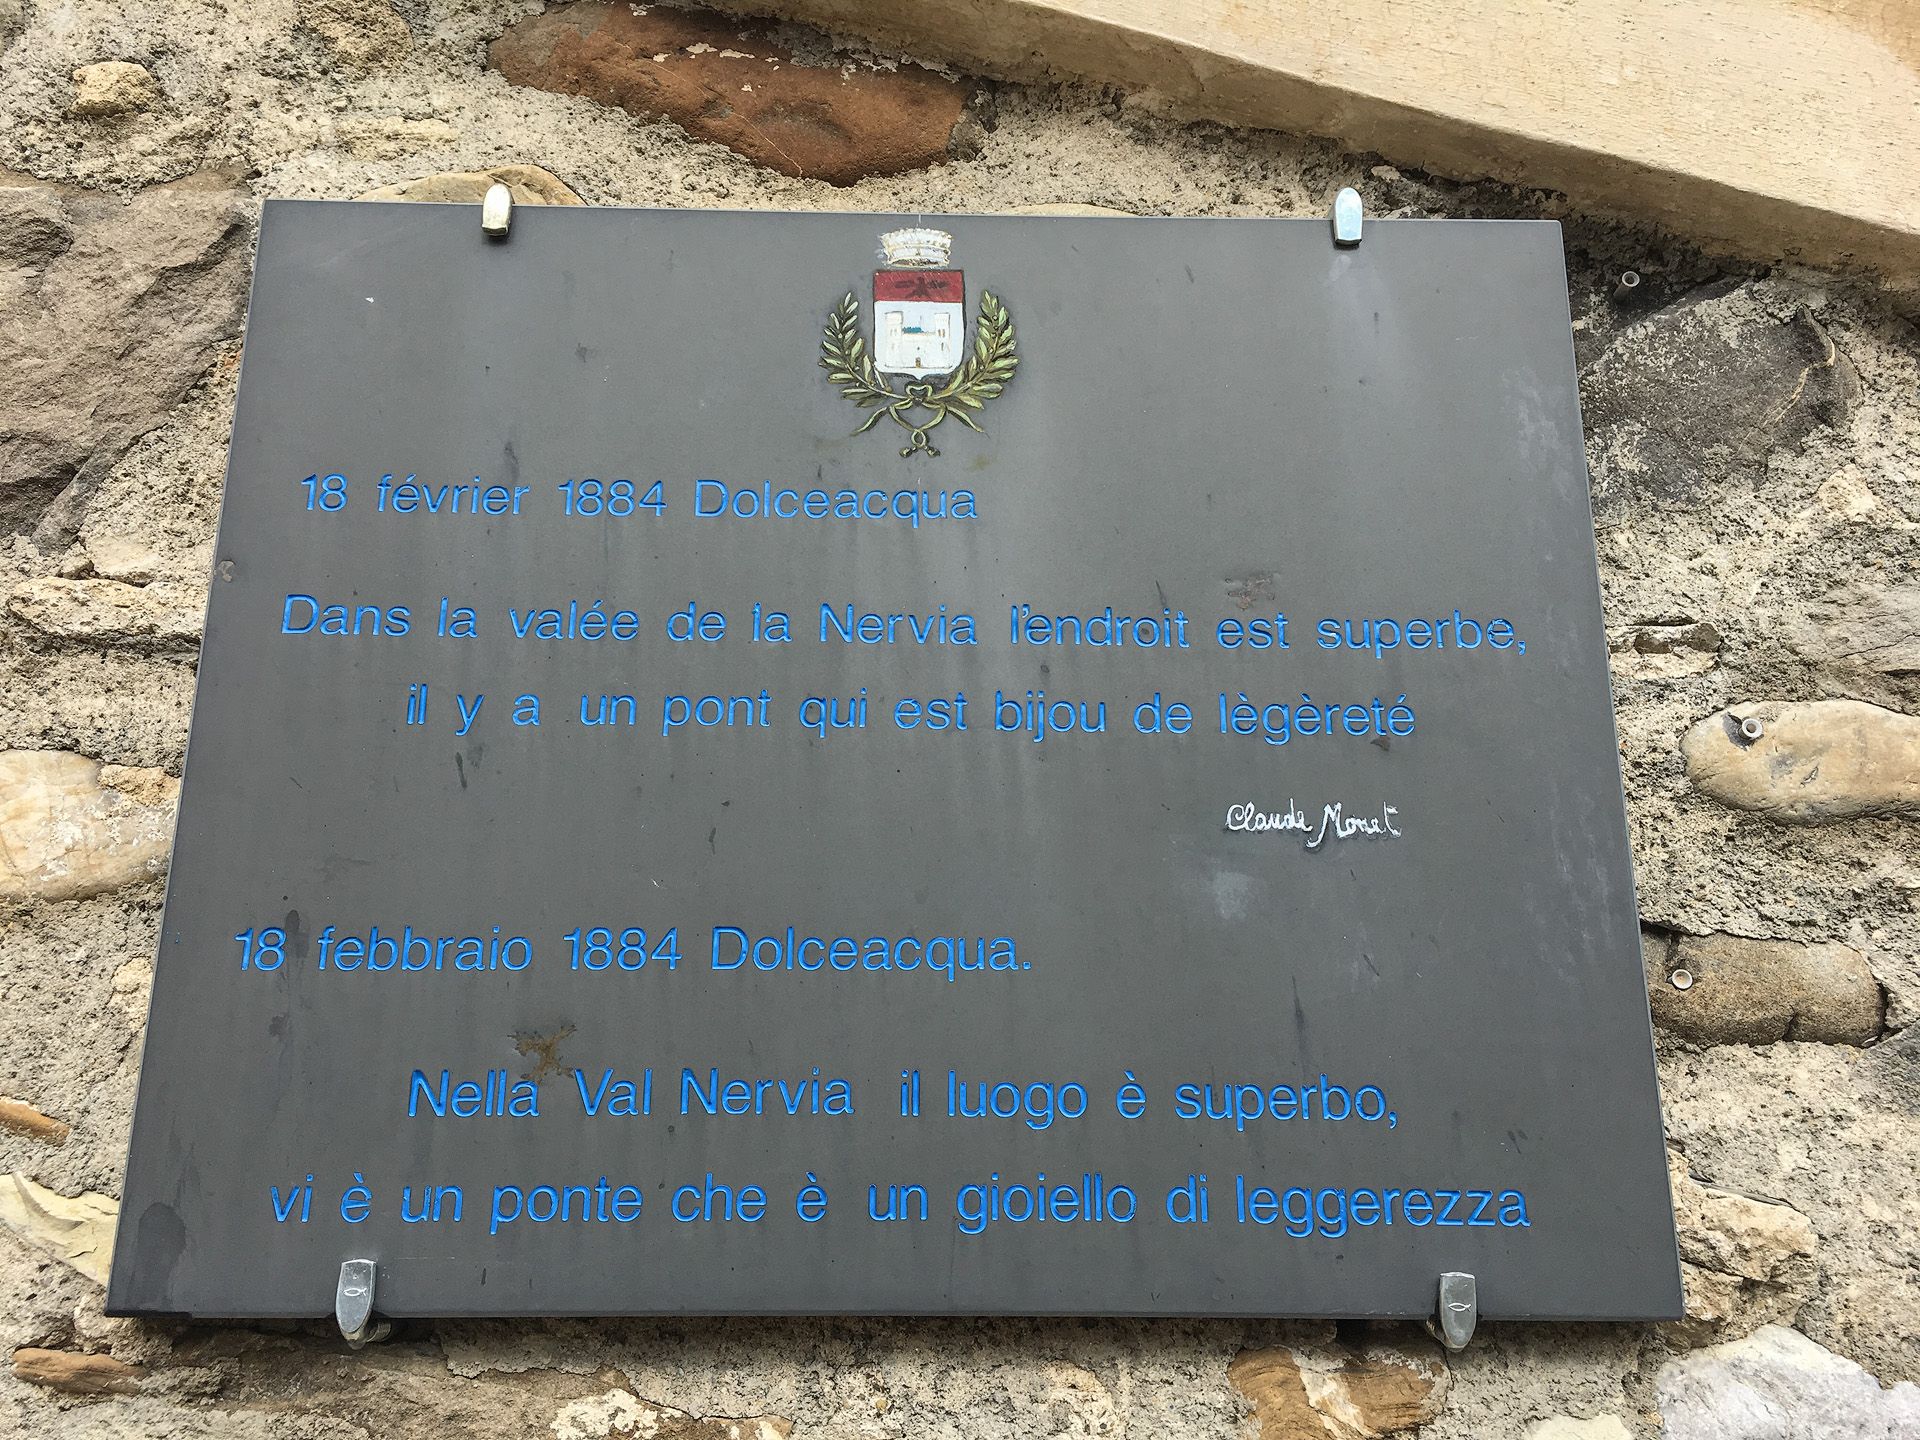 18 février 1884 Dolceacqua
Dans la valée de la Nervia l'endroit est superbe,
il y a un pont qui est bijou de lègèreté
Claude Monet
18 febbraio 1884 Dolceacqua.
Nella Val Nervia il luogo è superbo,
vi è un ponte che è un gioiello di leggerezza